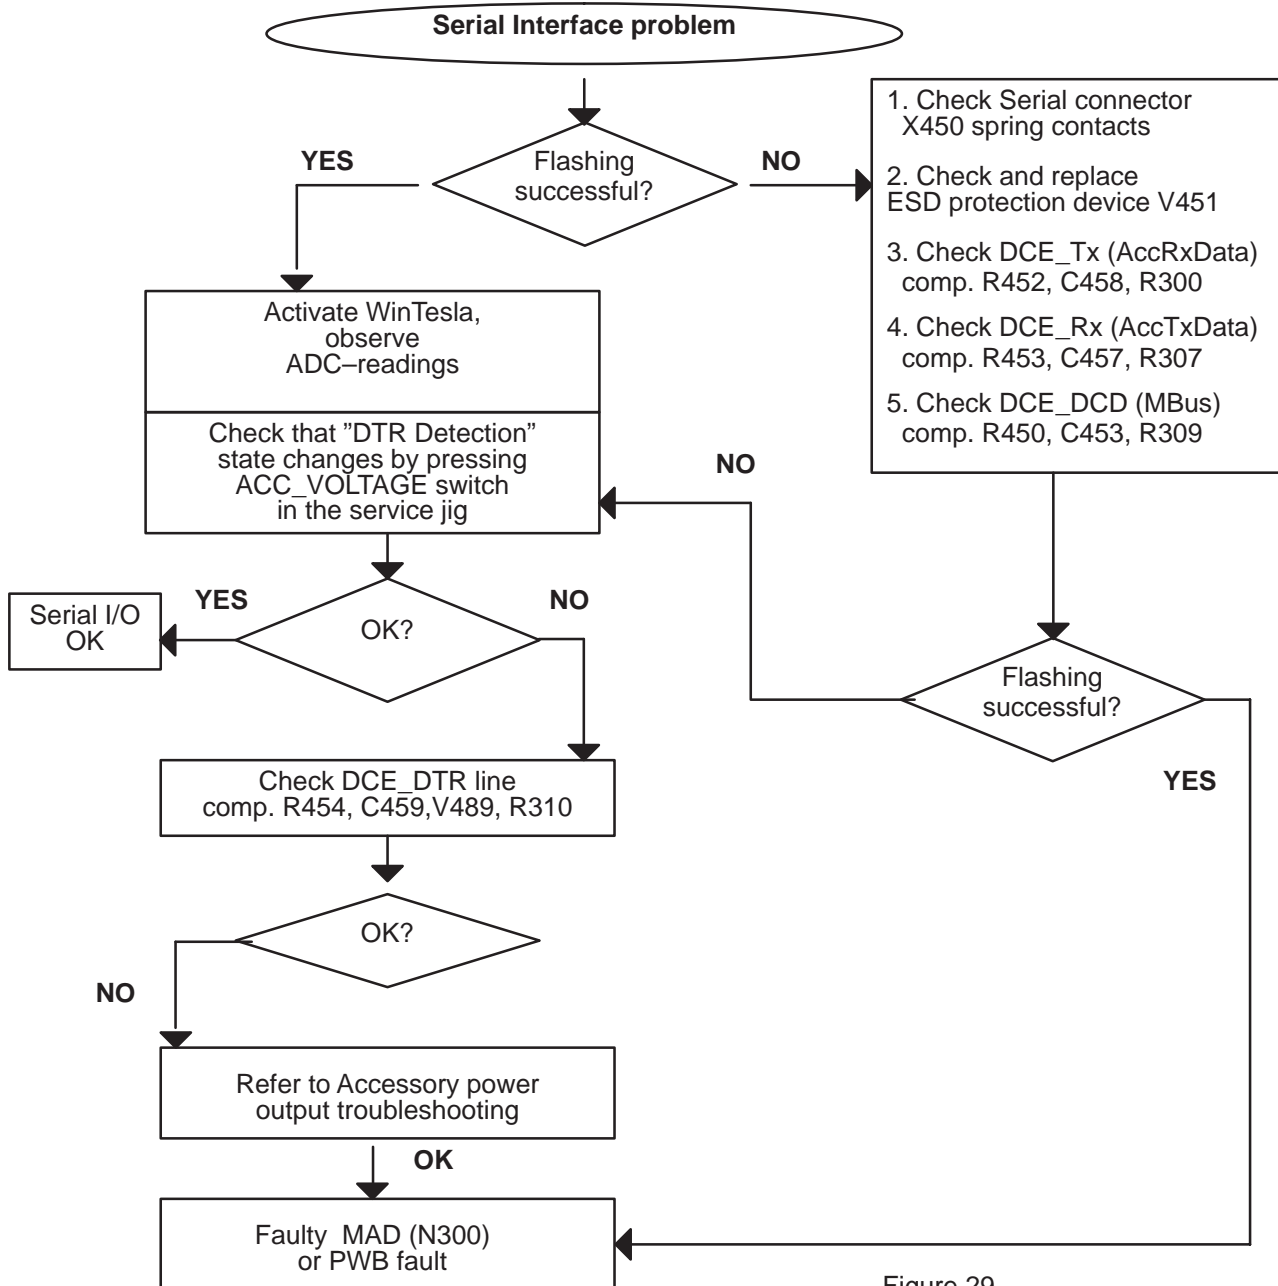 Serial Interface problem
YES
Flashing
successful?
NO
1. Check Serial connector
X450 spring contacts
2. Check and replace
ESD protection device V451
3. Check DCE_Tx (AccRxData)
comp. R452, C458, R300
4. Check DCE_Rx (AccTxData)
comp. R453, C457, R307
5. Check DCE_DCD (MBus)
comp. R450, C453, R309
Activate WinTesla,
observe
ADC–readings
Check that ”DTR Detection”
state changes by pressing
ACC_VOLTAGE switch
in the service jig
NO
Serial I/O
OK
YES
OK?
NO
Flashing
successful?
YES
Check DCE_DTR line
comp. R454, C459,V489, R310
OK?
NO
Refer to Accessory power
output troubleshooting
OK
Faulty MAD (N300)
or PWB fault
Figure 29